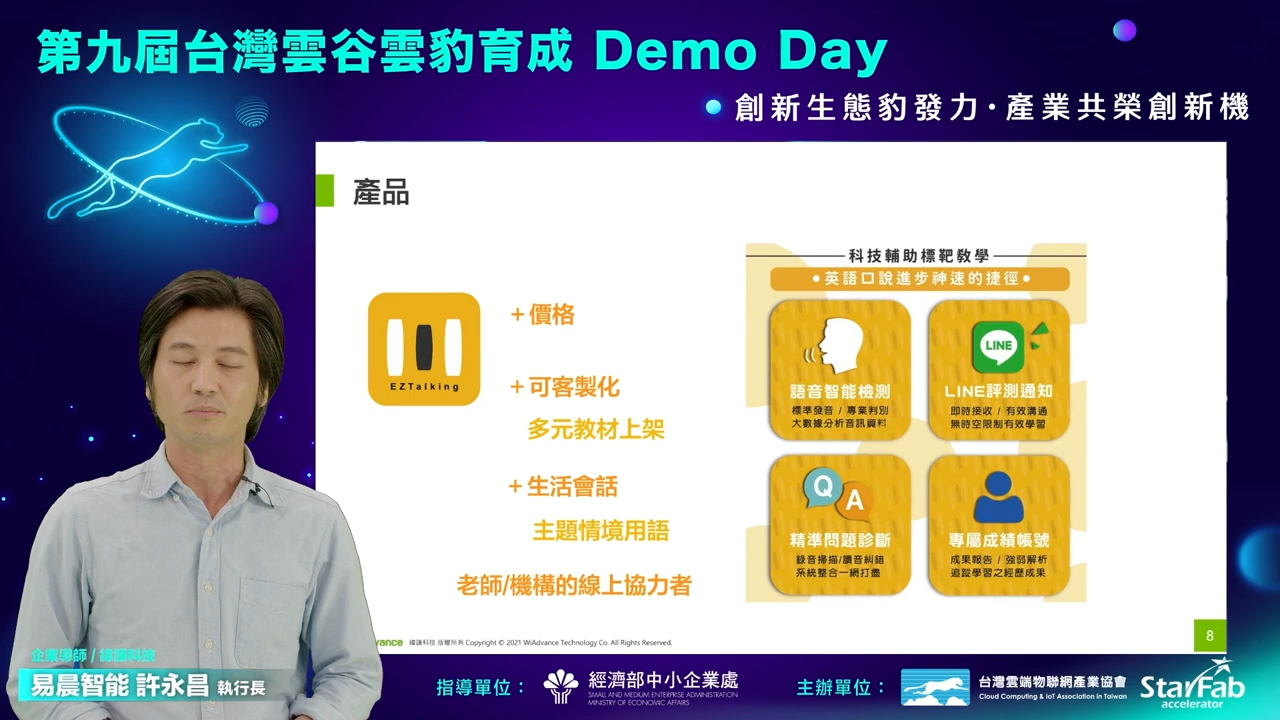 第九屆台灣雲谷雲豹育成 Demo Day
創新生態豹發力·產業共榮創新機
產品
EZTalking
＋價格
＋可客製化
多元教材上架
＋生活會話
主題情境用語
老師/機構的線上協力者
科技輔助標靶教學
•英語口說進步神速的捷徑•
語音智能檢測
標準發音 / 專業判別
大數據分析音訊資料
LINE
LINE評測通知
即時接收 / 有效溝通
無時空限制有效學習
Q A
精準問題診斷
錄音掃描/讀音糾錯
系統整合一網打盡
專屬成績帳號
成果報告 / 強弱解析
追蹤學習之經歷成果
vance 緯謙科技 版權所有 Copyright © 2021 WiAdvance Technology Co. All Rights Reserved.
8
企業導師 / 緯謙科技
易晨智能 許永昌 執行長
指導單位：
經濟部中小企業處
SMALL AND MEDIUM ENTERPRISE ADMINISTRATION
MINISTRY OF ECONOMIC AFFAIRS
主辦單位：
台灣雲端物聯網產業協會
Cloud Computing & IoT Association in Taiwan
StarFab
accelerator